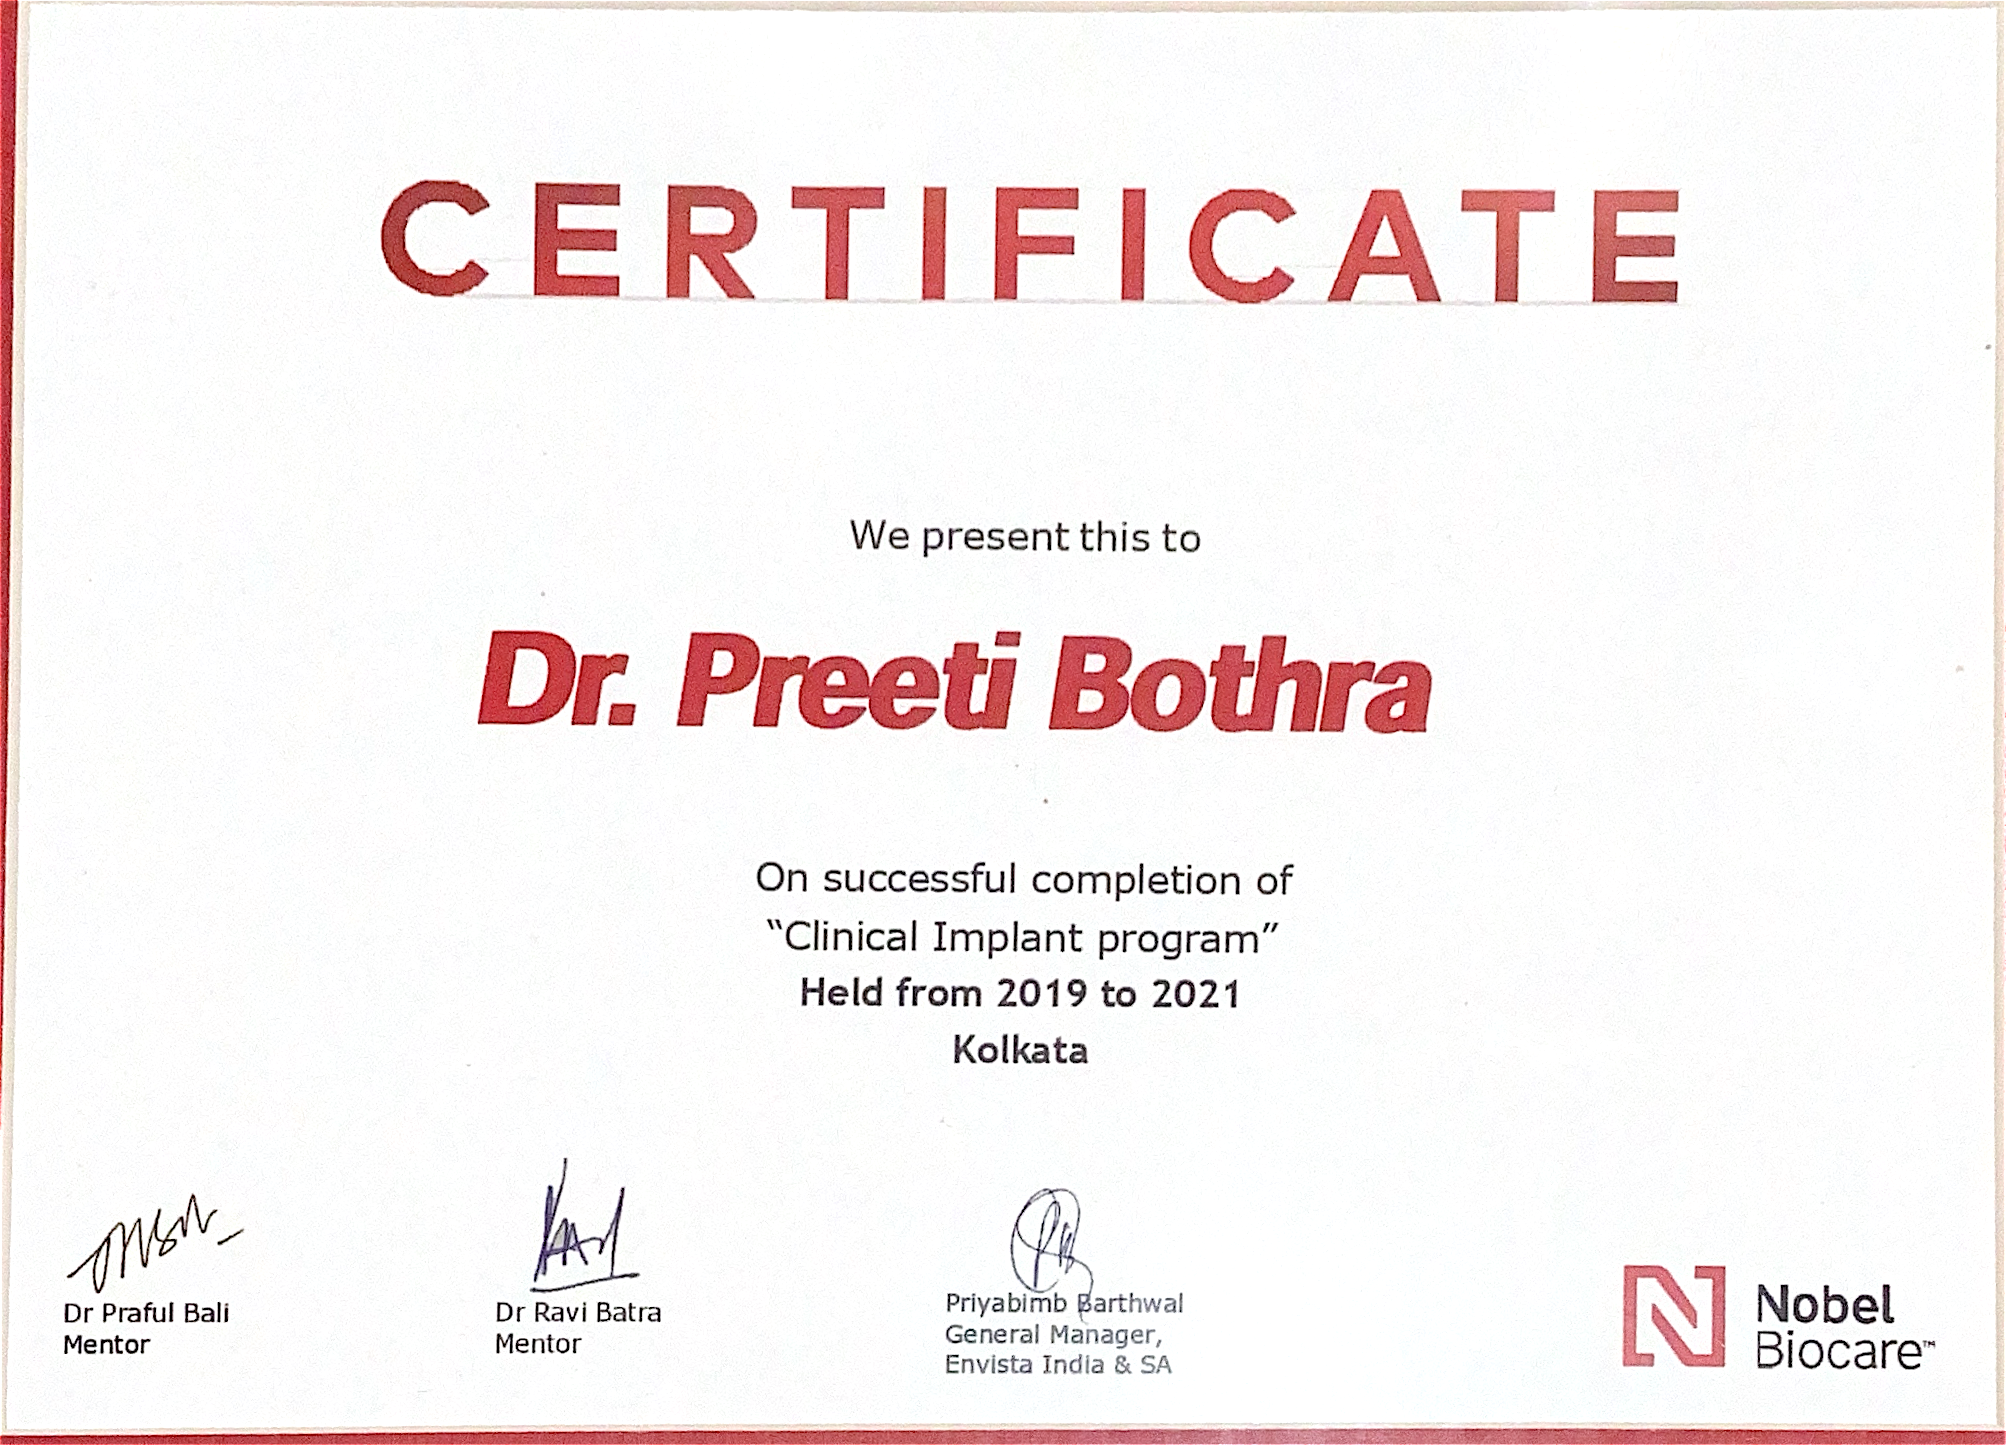 CERTIFICATE
We present this to
Dr. Preeti Bothra
On successful completion of
“Clinical Implant program”
Held from 2019 to 2021
Kolkata
Dr Praful Bali
Mentor
Dr Ravi Batra
Mentor
Priyabimb Barthwal
General Manager,
Envista India & SA
Nobel
Biocare™